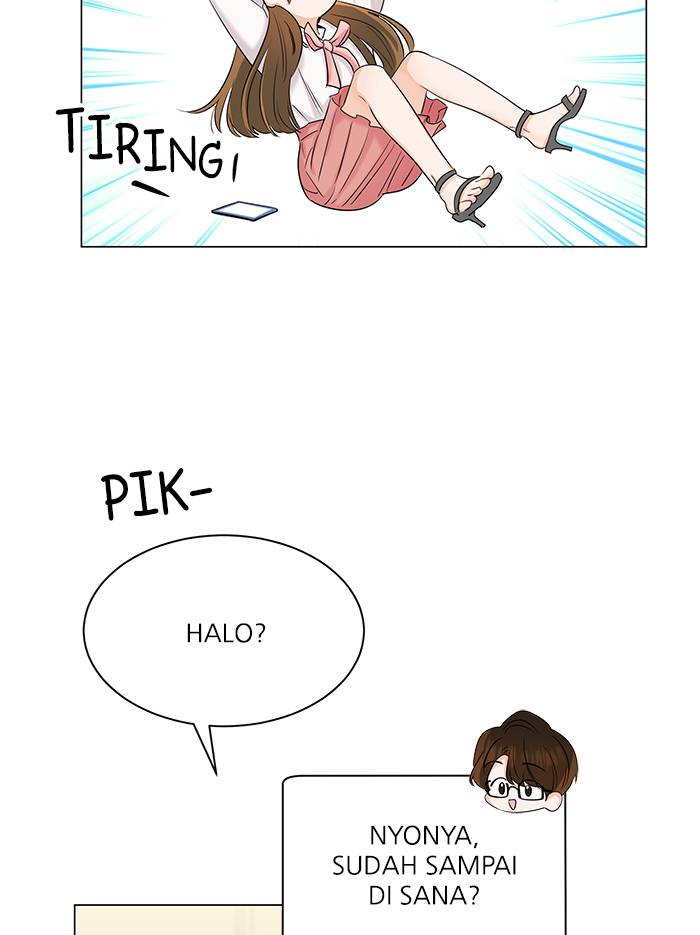 TIRING,
PIK-
HALO?
NYONYA,
SUDAH SAMPAI
DI SANA?